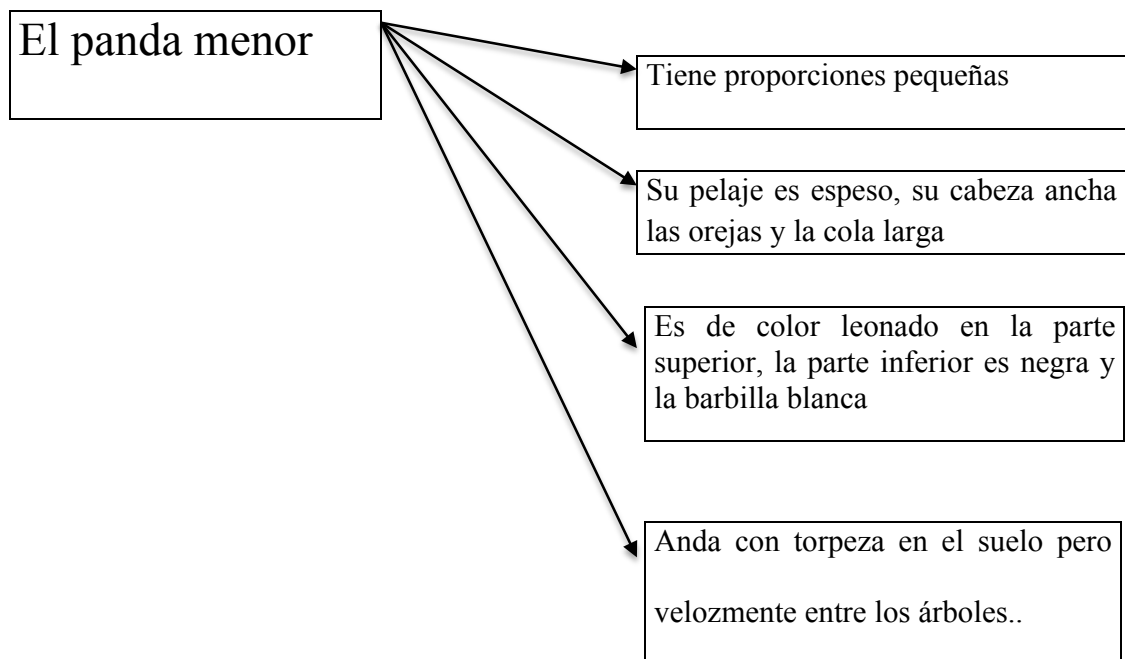 El panda menor
Tiene proporciones pequeñas
Su pelaje es espeso, su cabeza ancha
las orejas y la cola larga
Es de color leonado en la parte
superior, la parte inferior es negra y
la barbilla blanca
Anda con torpeza en el suelo pero
velozmente entre los árboles..